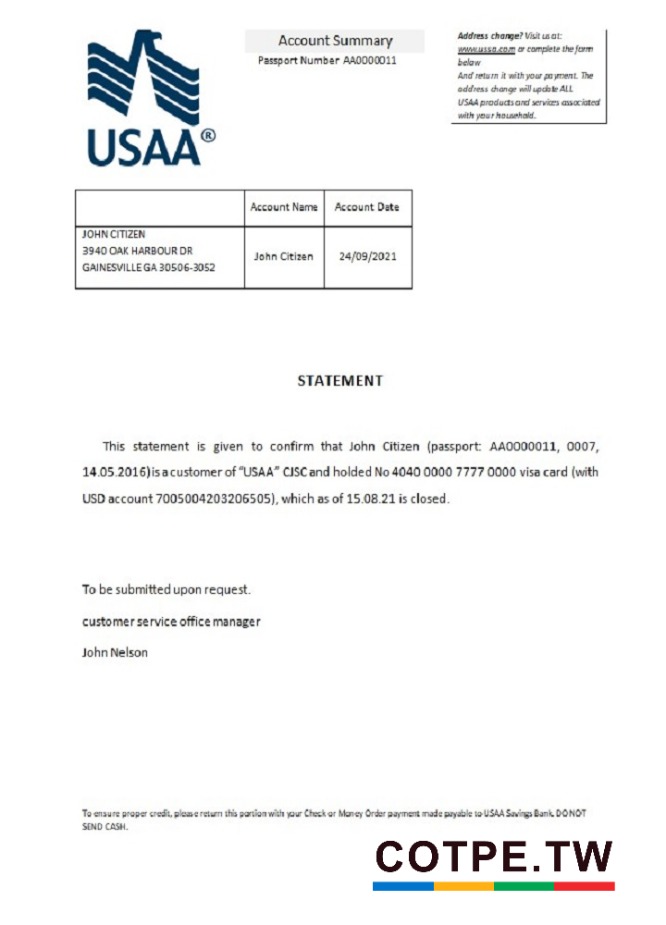 USAA®
Account Summary
Passport Number AA0000011
Address change? Visit us at:
www.ussa.com or complete the form
below
And return it with your payment. The
address change will update ALL
USAA products and services associated
with your household.
Account Name
Account Date
JOHN CITIZEN
3940 OAK HARBOUR DR
GAINESVILLE GA 30506-3052
John Citizen
24/09/2021
STATEMENT
This statement is given to confirm that John Citizen (passport: AA0000011, 0007,
14.05.2016)is a customer of "USAA" CJSC and holded No 4040 0000 7777 0000 visa card (with
USD account 7005004203206505), which as of 15.08.21 is closed.
To be submitted upon request.
customer service office manager
John Nelson
To ensure proper credit, please return this portion with your Check or Money Order payment made payable to USAA Savings Bank. DO NOT
SEND CASH.
COTPE.TW